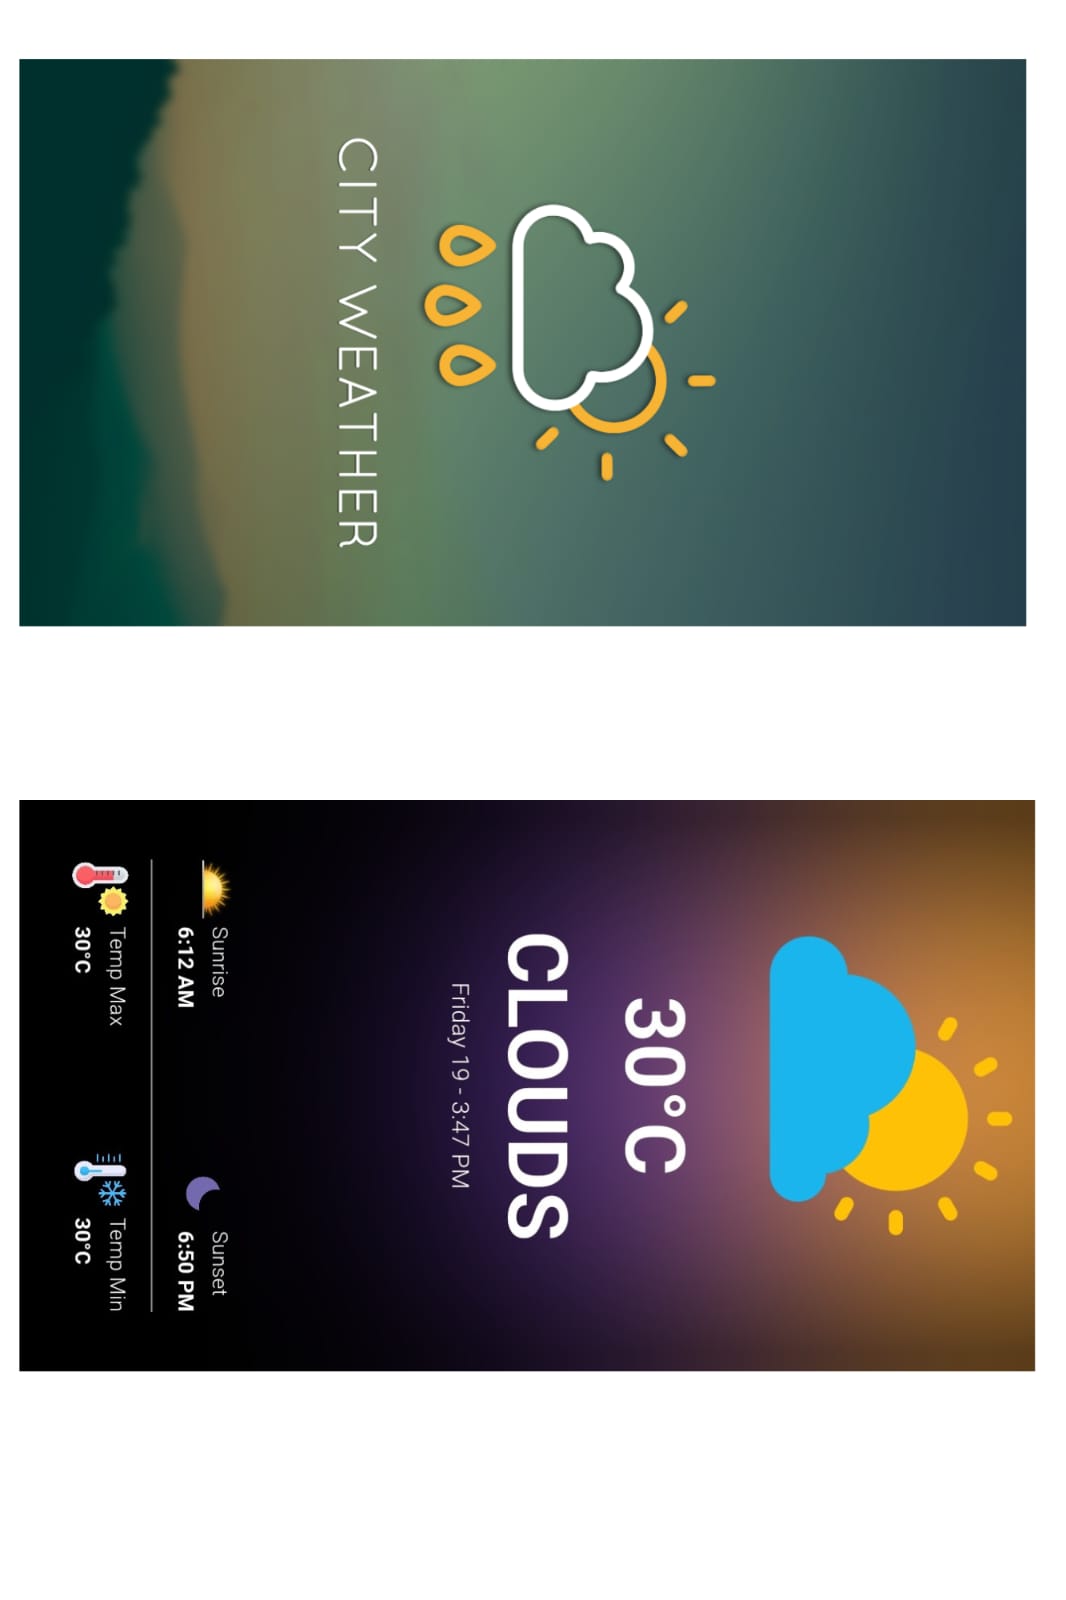 CITY WEATHER
30°C
CLOUDS
Friday 19 - 3:47 PM
Sunrise
6:12 AM
Sunset
6:50 PM
Temp Max
30°C
Temp Min
30°C